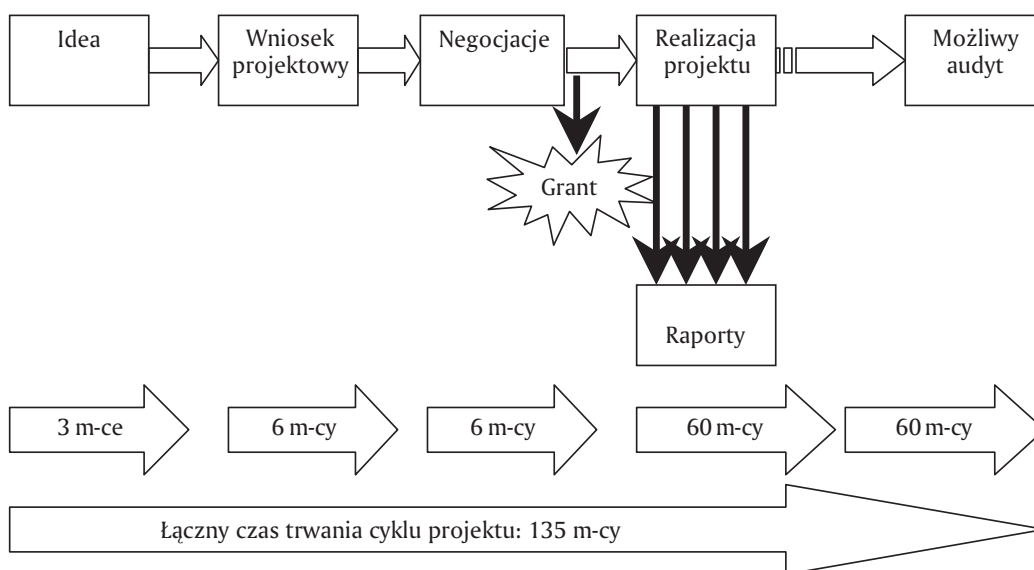 Idea
Wniosek
projektowy
Negocjacje
Realizacja
projektu
Możliwy
audyt
Grant
Raporty
3 m-ce
6 m-cy
6 m-cy
60 m-cy
60 m-cy
Łączny czas trwania cyklu projektu: 135 m-cy